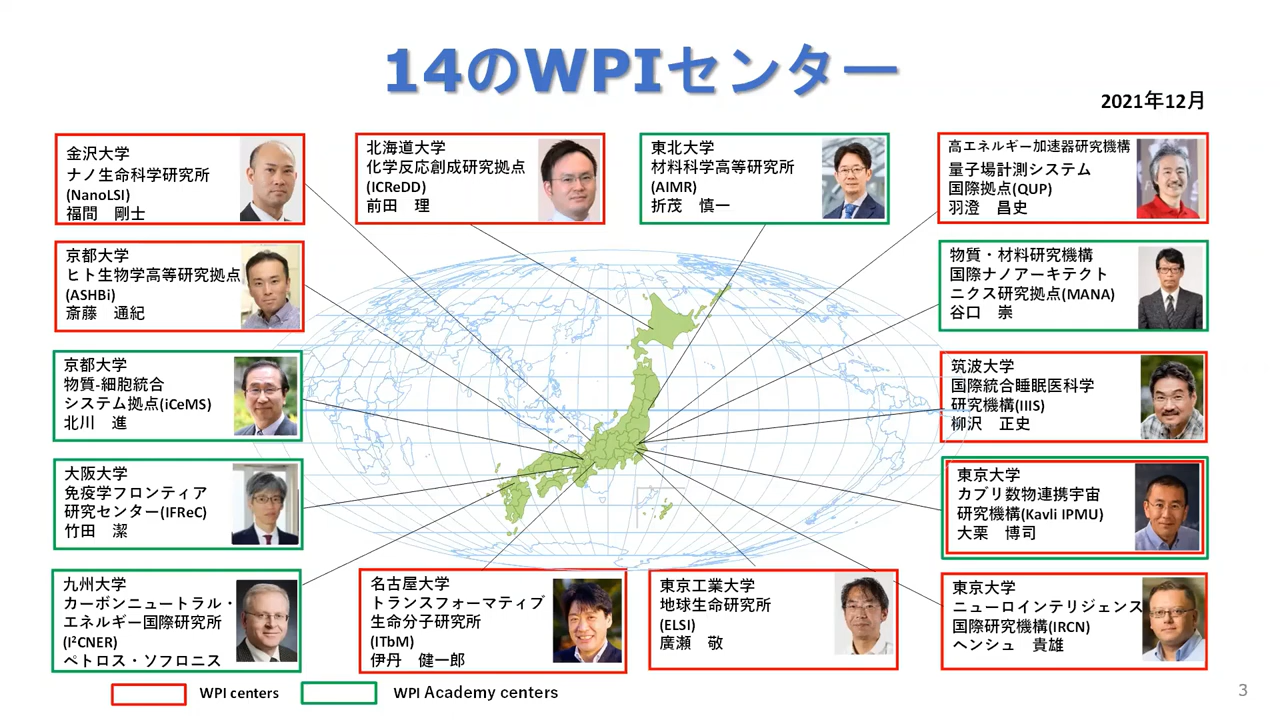 14のWPIセンター
2021年12月
金沢大学
ナノ生命科学研究所
(NanoLSI)
福間　剛士
北海道大学
化学反応創成研究拠点
(ICReDD)
前田　理
東北大学
材料科学高等研究所
(AIMR)
折茂　慎一
高エネルギー加速器研究機構
量子場計測システム
国際拠点(QUP)
羽澄　昌史
京都大学
ヒト生物学高等研究拠点
(ASHBi)
斎藤　通紀
物質・材料研究機構
国際ナノアーキテクト
ニクス研究拠点(MANA)
谷口　崇
京都大学
物質-細胞統合
システム拠点(iCeMS)
北川　進
筑波大学
国際統合睡眠医科学
研究機構(IIIS)
柳沢　正史
大阪大学
免疫学フロンティア
研究センター(IFReC)
竹田　潔
東京大学
カブリ数物連携宇宙
研究機構(Kavli IPMU)
大栗　博司
九州大学
カーボンニュートラル・
エネルギー国際研究所
(I²CNER)
ペトロス・ソフロニス
名古屋大学
トランスフォーマティブ
生命分子研究所
(ITbM)
伊丹　健一郎
東京工業大学
地球生命研究所
(ELSI)
廣瀬　敬
東京大学
ニューロインテリジェンス
国際研究機構(IRCN)
ヘンシュ　貴雄
WPI centers
WPI Academy centers
3